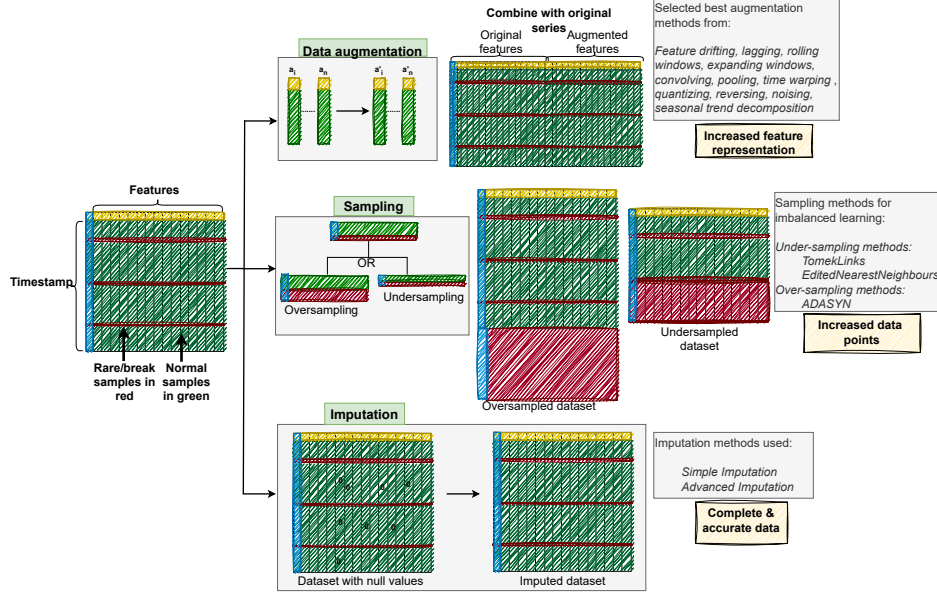 Features
Timestamp
Rare/break
samples in
red
Normal
samples
in green
Data augmentation
a_i
a_n
a'_i
a'_n
Combine with original
series
Original
features
Augmented
features
Selected best augmentation
methods from:
Feature drifting, lagging, rolling
windows, expanding windows,
convolving, pooling, time warping ,
quantizing, reversing, noising,
seasonal trend decomposition
Increased feature
representation
Sampling
OR
Oversampling
Undersampling
Oversampled dataset
Undersampled
dataset
Sampling methods for
imbalanced learning:
Under-sampling methods:
TomekLinks
EditedNearestNeighbours
Over-sampling methods:
ADASYN
Increased data
points
Imputation
Dataset with null values
Imputed dataset
Imputation methods used:
Simple Imputation
Advanced Imputation
Complete &
accurate data